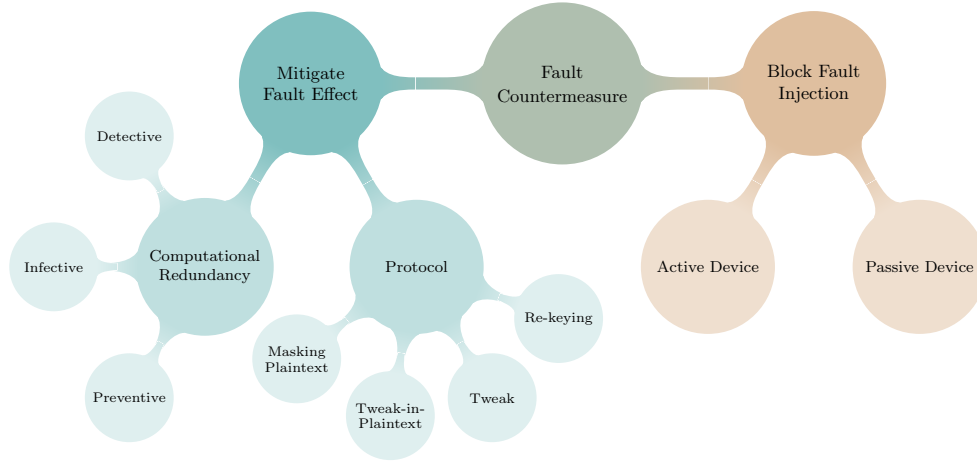 Mitigate
Fault Effect
Fault
Countermeasure
Block Fault
Injection
Detective
Infective
Computational
Redundancy
Preventive
Protocol
Masking
Plaintext
Tweak-in-
Plaintext
Tweak
Re-keying
Active Device
Passive Device